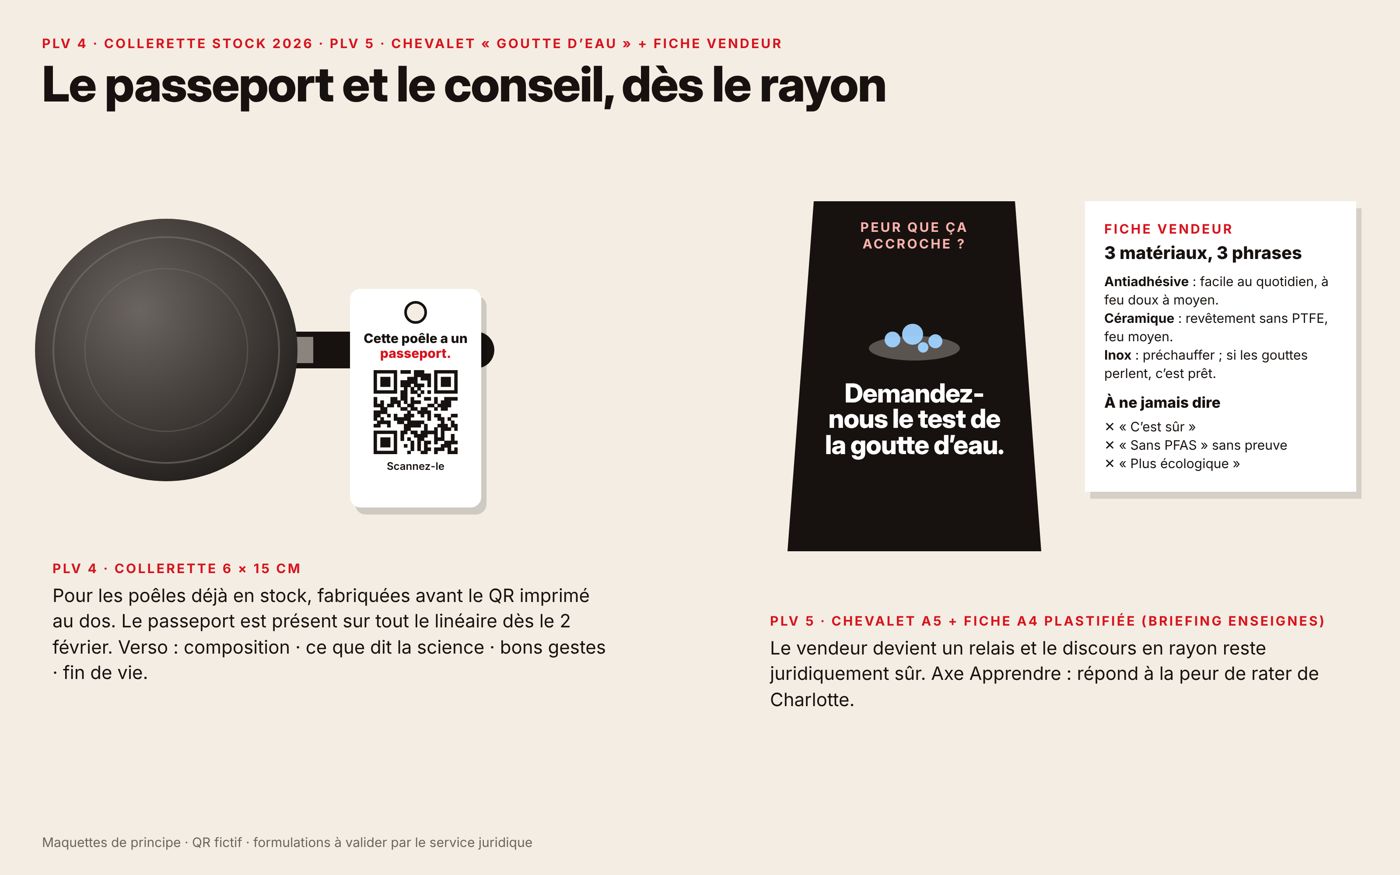 PLV 4 · COLLERETTE STOCK 2026 · PLV 5 · CHEVALET « GOUTTE D’EAU » + FICHE VENDEUR
Le passeport et le conseil, dès le rayon
Cette poêle a un
passeport.
Scannez-le
PLV 4 · COLLERETTE 6 × 15 CM
Pour les poêles déjà en stock, fabriquées avant le QR imprimé
au dos. Le passeport est présent sur tout le linéaire dès le 2
février. Verso : composition · ce que dit la science · bons gestes
· fin de vie.
PEUR QUE ÇA
ACCROCHE ?
Demandez-
nous le test de
la goutte d’eau.
FICHE VENDEUR
3 matériaux, 3 phrases
Antiadhésive : facile au quotidien, à
feu doux à moyen.
Céramique : revêtement sans PTFE,
feu moyen.
Inox : préchauffer ; si les gouttes
perlent, c’est prêt.
À ne jamais dire
✕ « C’est sûr »
✕ « Sans PFAS » sans preuve
✕ « Plus écologique »
PLV 5 · CHEVALET A5 + FICHE A4 PLASTIFIÉE (BRIEFING ENSEIGNES)
Le vendeur devient un relais et le discours en rayon reste
juridiquement sûr. Axe Apprendre : répond à la peur de rater de
Charlotte.
Maquettes de principe · QR fictif · formulations à valider par le service juridique